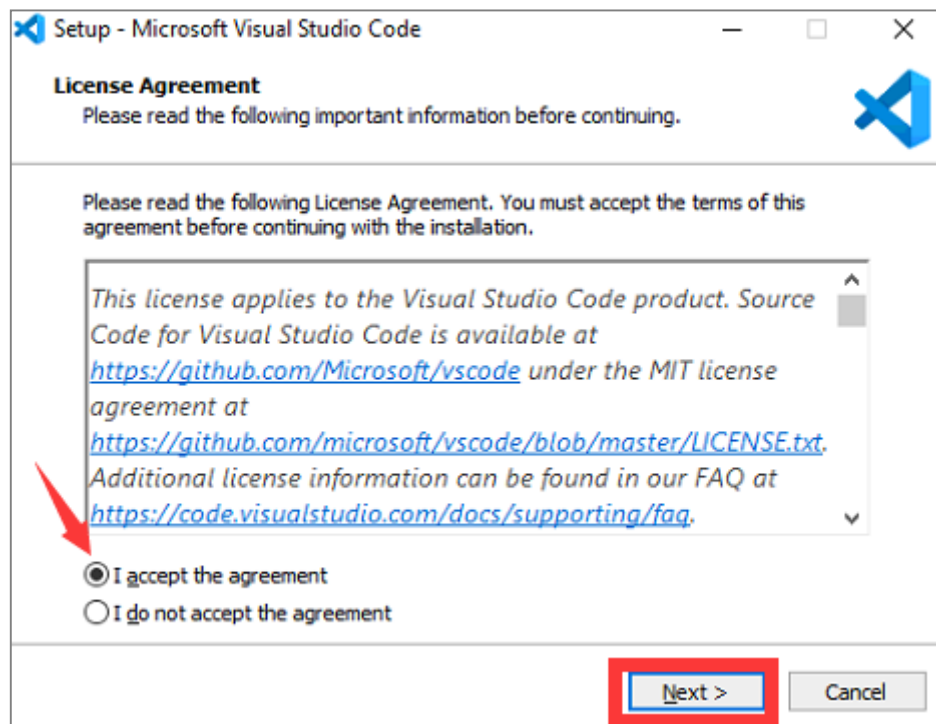 Setup - Microsoft Visual Studio Code
License Agreement
Please read the following important information before continuing.
Please read the following License Agreement. You must accept the terms of this
agreement before continuing with the installation.
This license applies to the Visual Studio Code product. Source
Code for Visual Studio Code is available at
https://github.com/Microsoft/vscode under the MIT license
agreement at
https://github.com/microsoft/vscode/blob/master/LICENSE.txt.
Additional license information can be found in our FAQ at
https://code.visualstudio.com/docs/supporting/faq.
I accept the agreement
I do not accept the agreement
Next >
Cancel